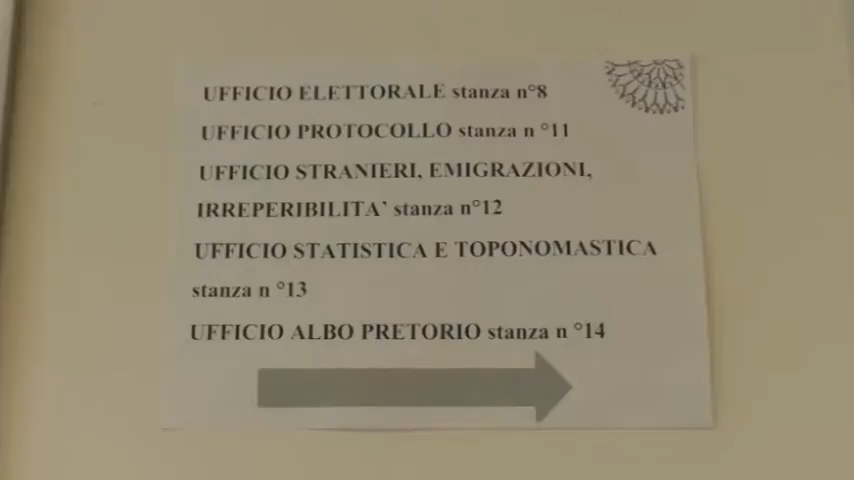 UFFICIO ELETTORALE stanza n°8
UFFICIO PROTOCOLLO stanza n °11
UFFICIO STRANIERI, EMIGRAZIONI,
IRREPERIBILITA` stanza n°12
UFFICIO STATISTICA E TOPONOMASTICA
stanza n °13
UFFICIO ALBO PRETORIO stanza n °14